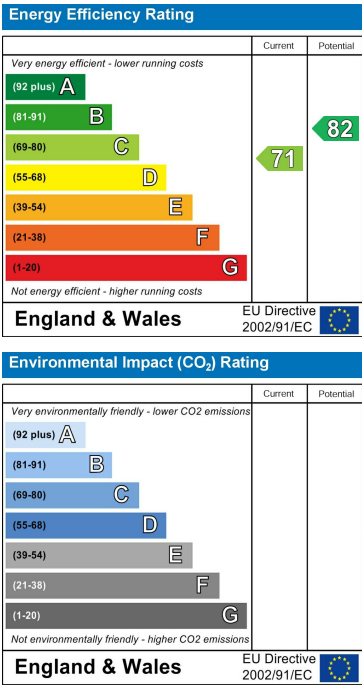 Energy Efficiency Rating
Current Potential
Very energy efficient - lower running costs
(92 plus) A
(81-91) B
82
(69-80) C
71
(55-68) D
(39-54) E
(21-38) F
(1-20) G
Not energy efficient - higher running costs
England & Wales
EU Directive
2002/91/EC
Environmental Impact (CO₂) Rating
Current Potential
Very environmentally friendly - lower CO2 emissions
(92 plus) A
(81-91) B
(69-80) C
(55-68) D
(39-54) E
(21-38) F
(1-20) G
Not environmentally friendly - higher CO2 emissions
England & Wales
EU Directive
2002/91/EC